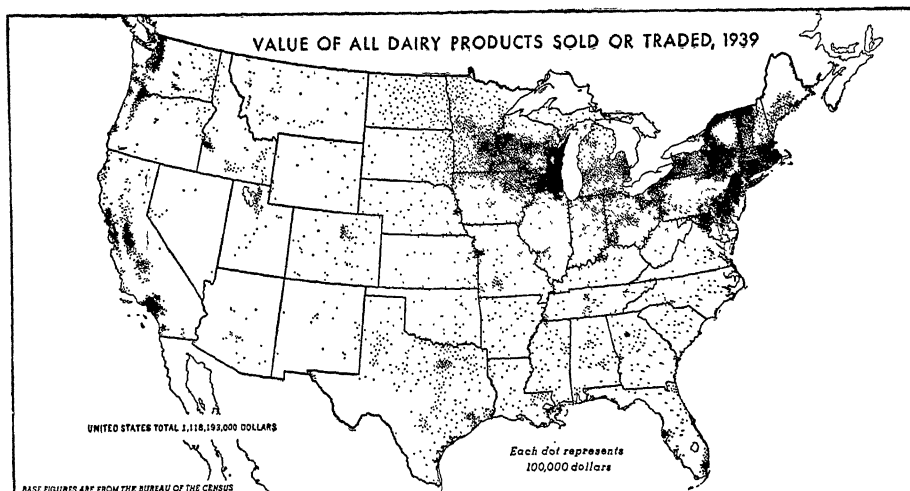 VALUE OF ALL DAIRY PRODUCTS SOLD OR TRADED, 1939
UNITED STATES TOTAL 1,118,193,000 DOLLARS
Each dot represents
100,000 dollars
BASE FIGURES ARE FROM THE BUREAU OF THE CENSUS